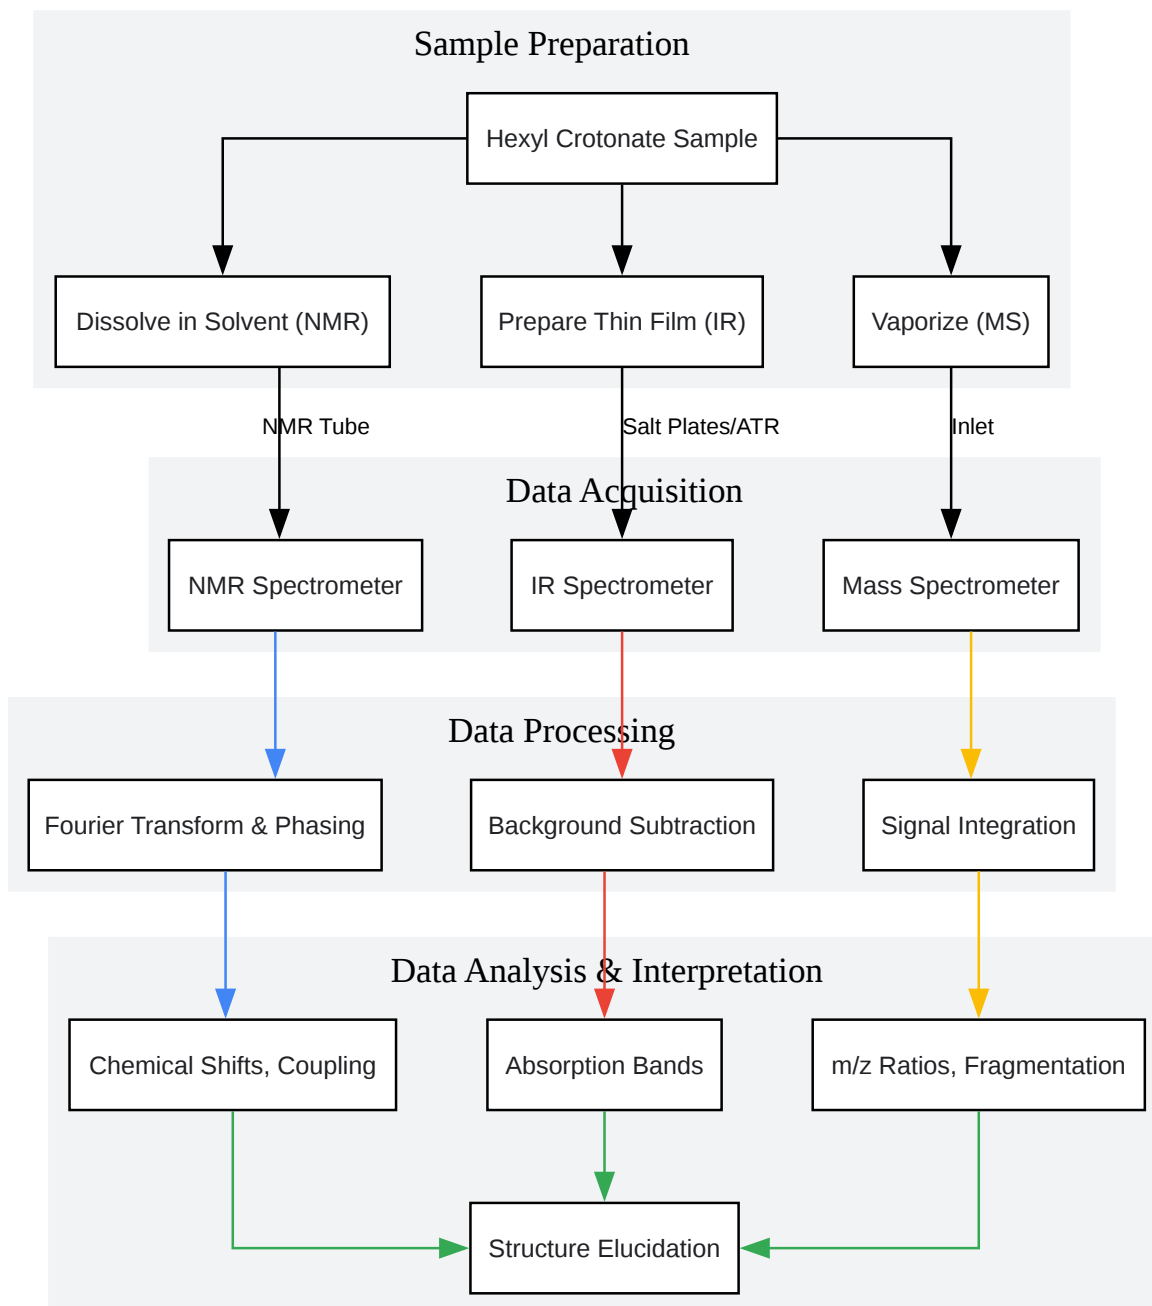 Sample Preparation
Hexyl Crotonate Sample
Dissolve in Solvent (NMR)
Prepare Thin Film (IR)
Vaporize (MS)
NMR Tube
Salt Plates/ATR
Inlet
Data Acquisition
NMR Spectrometer
IR Spectrometer
Mass Spectrometer
Data Processing
Fourier Transform & Phasing
Background Subtraction
Signal Integration
Data Analysis & Interpretation
Chemical Shifts, Coupling
Absorption Bands
m/z Ratios, Fragmentation
Structure Elucidation